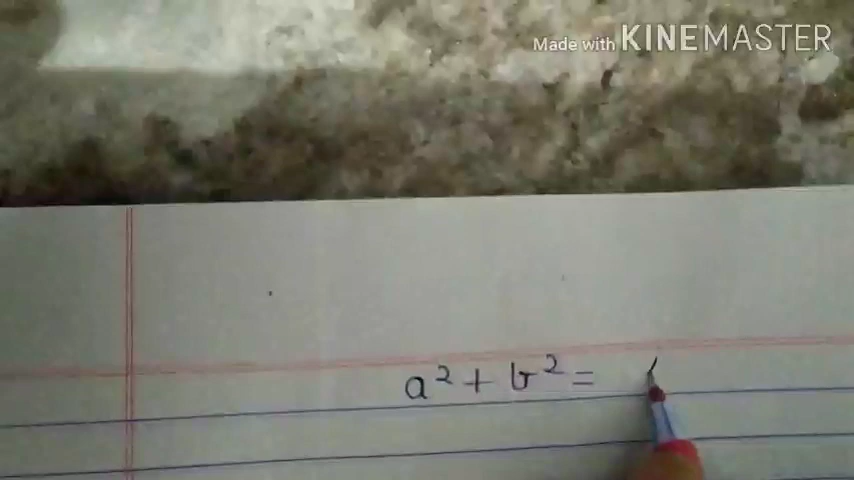 Made with KINEMASTER
a² + b² =